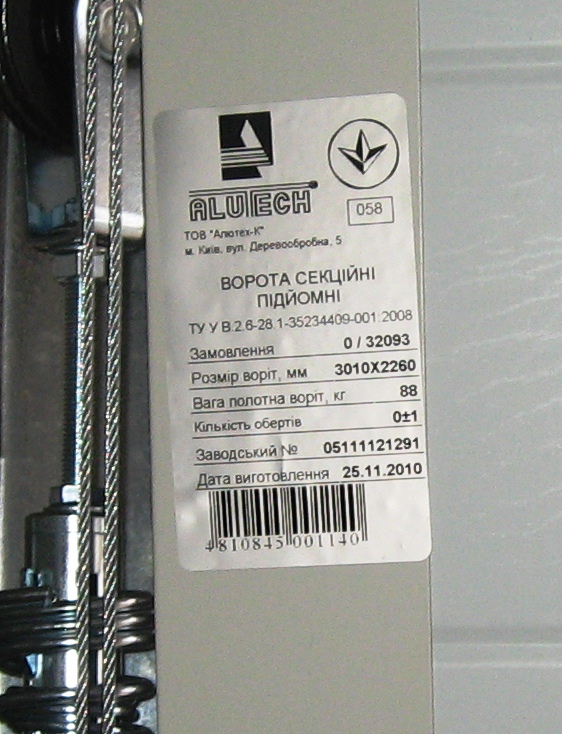 ALUTECH
058
ТОВ "Алютех-К"
м. Київ, вул. Деревообробна, 5
ВОРОТА СЕКЦІЙНІ
ПІДЙОМНІ
ТУ У В.2.6-28.1-35234409-001:2008
Замовлення 0 / 32093
Розмір воріт, мм 3010X2260
Вага полотна воріт, кг 88
Кількість обертів 0±1
Заводський № 05111121291
Дата виготовлення 25.11.2010
4810845001140